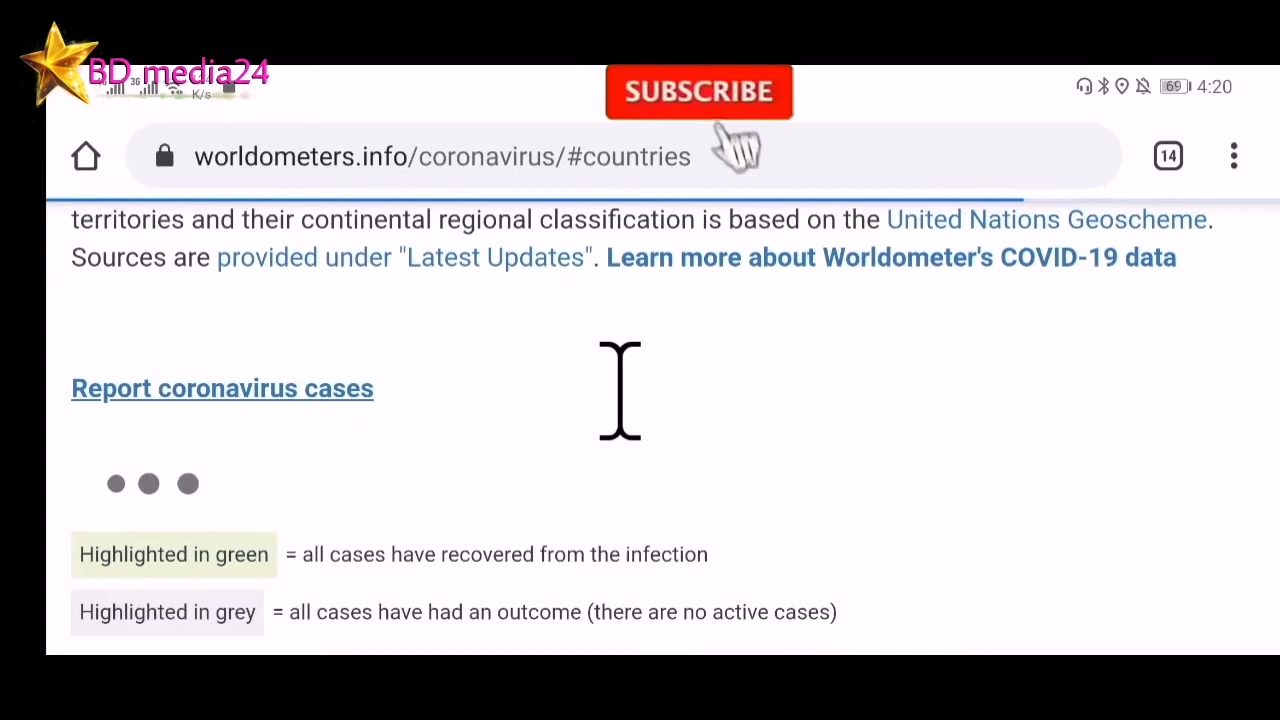 BD media24
3G
K/s
SUBSCRIBE
69
4:20
worldometers.info/coronavirus/#countries
14
territories and their continental regional classification is based on the United Nations Geoscheme.
Sources are provided under "Latest Updates". Learn more about Worldometer's COVID-19 data
Report coronavirus cases
Highlighted in green = all cases have recovered from the infection
Highlighted in grey = all cases have had an outcome (there are no active cases)